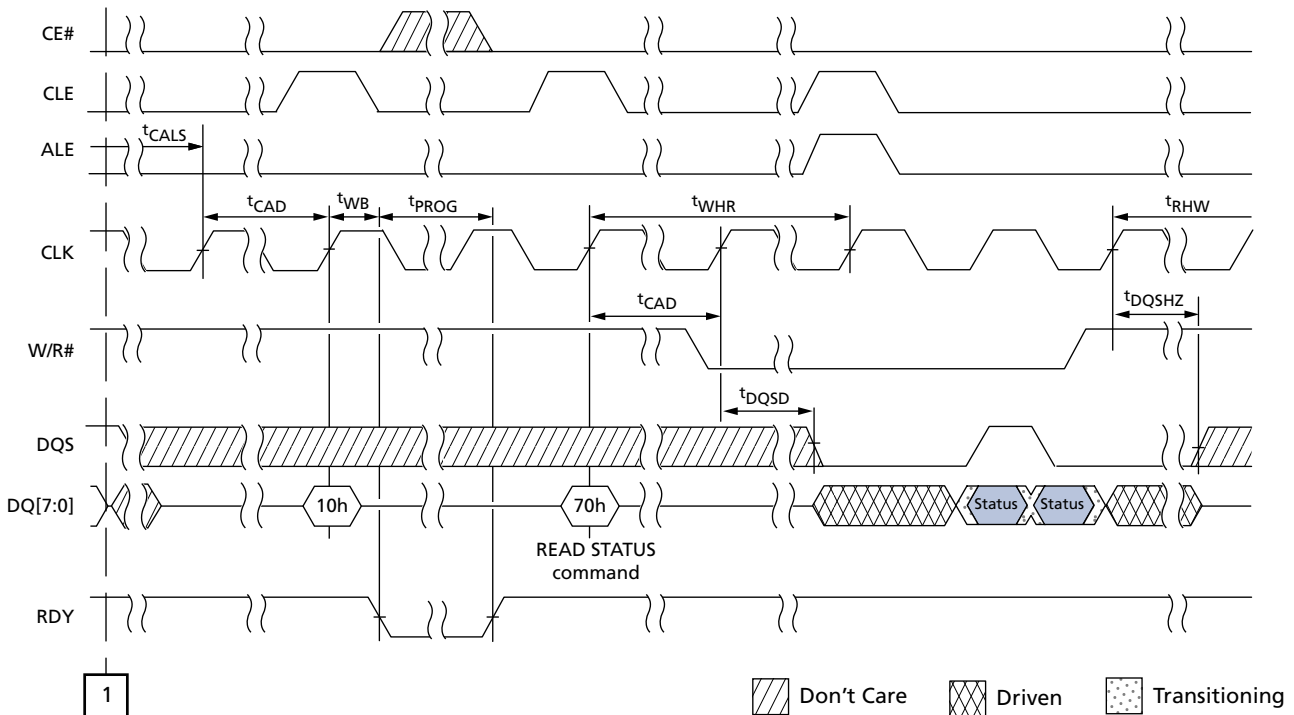 CE#
CLE
tCALS
ALE
tCAD
tWB
tPROG
tWHR
tRHW
CLK
tCAD
tDQSHZ
W/R#
tDQSD
DQS
DQ[7:0]
10h
70h
Status
Status
READ STATUS
command
RDY
1
Don't Care
Driven
Transitioning